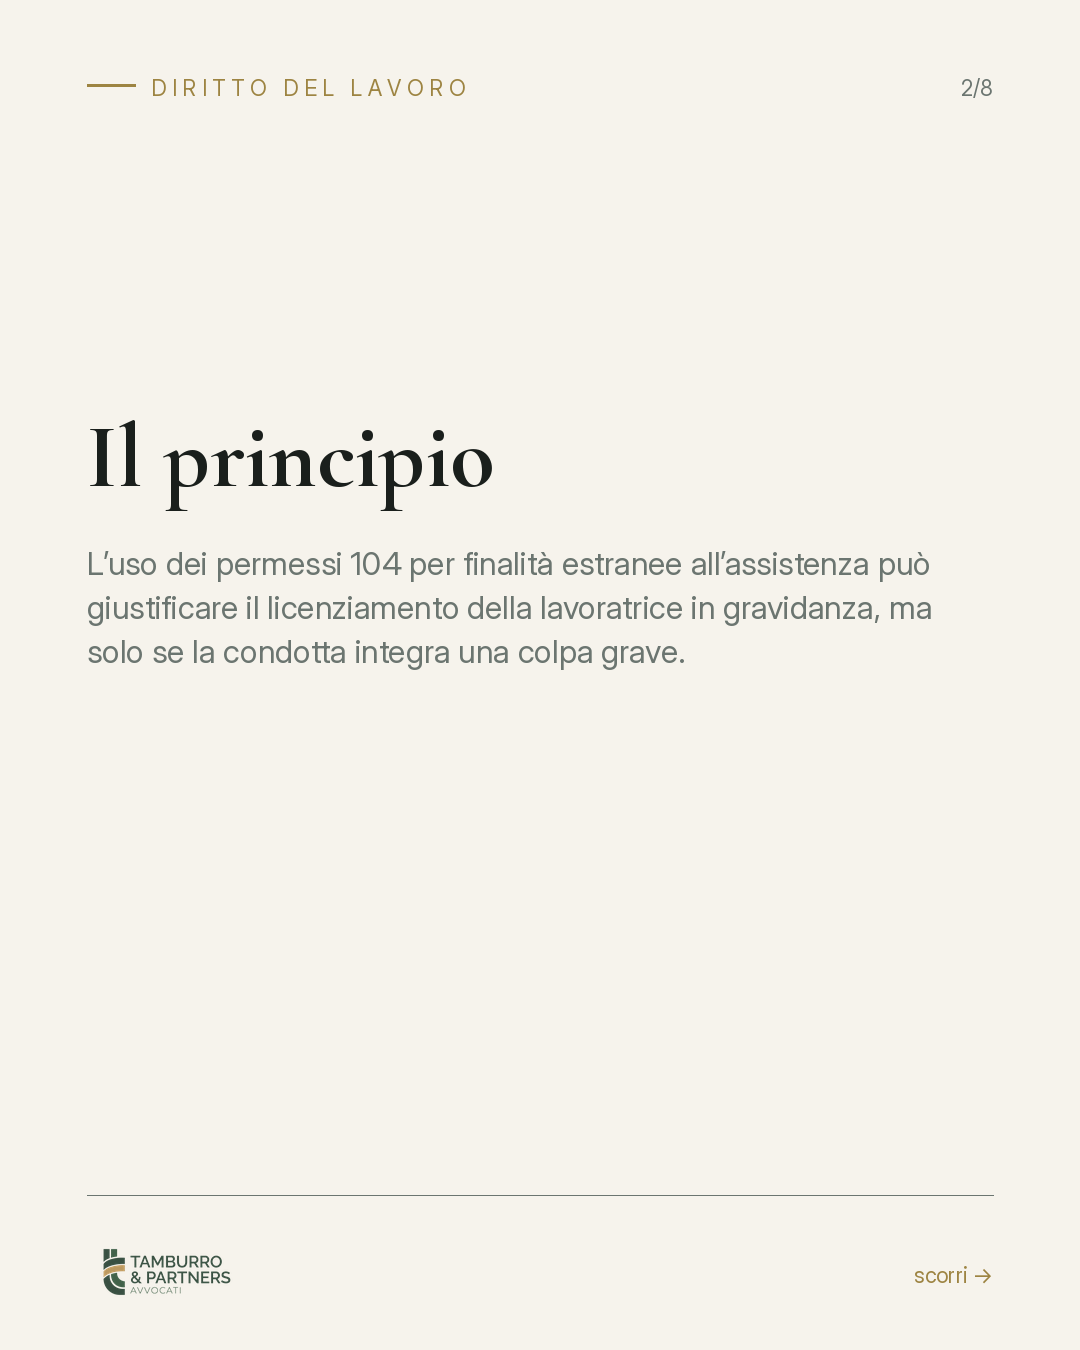 DIRITTO DEL LAVORO
2/8
Il principio
L’uso dei permessi 104 per finalità estranee all’assistenza può
giustificare il licenziamento della lavoratrice in gravidanza, ma
solo se la condotta integra una colpa grave.
TAMBURRO
& PARTNERS
AVVOCATI
scorri →